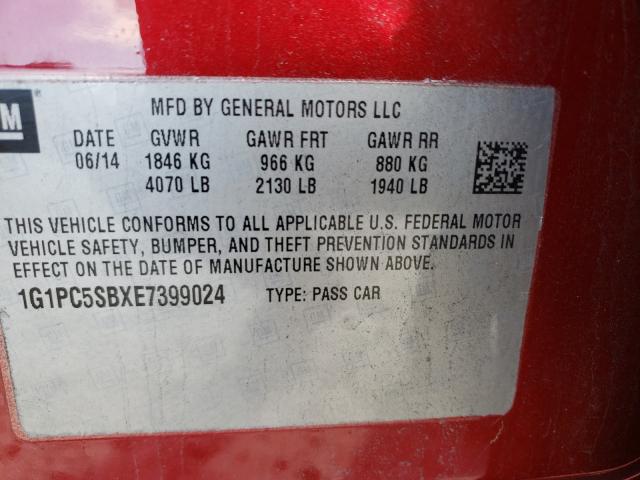 MFD BY GENERAL MOTORS LLC
DATE GVWR GAWR FRT GAWR RR
06/14 1846 KG 966 KG 880 KG
4070 LB 2130 LB 1940 LB
THIS VEHICLE CONFORMS TO ALL APPLICABLE U.S. FEDERAL MOTOR
VEHICLE SAFETY, BUMPER, AND THEFT PREVENTION STANDARDS IN
EFFECT ON THE DATE OF MANUFACTURE SHOWN ABOVE.
1G1PC5SBXE7399024 TYPE: PASS CAR